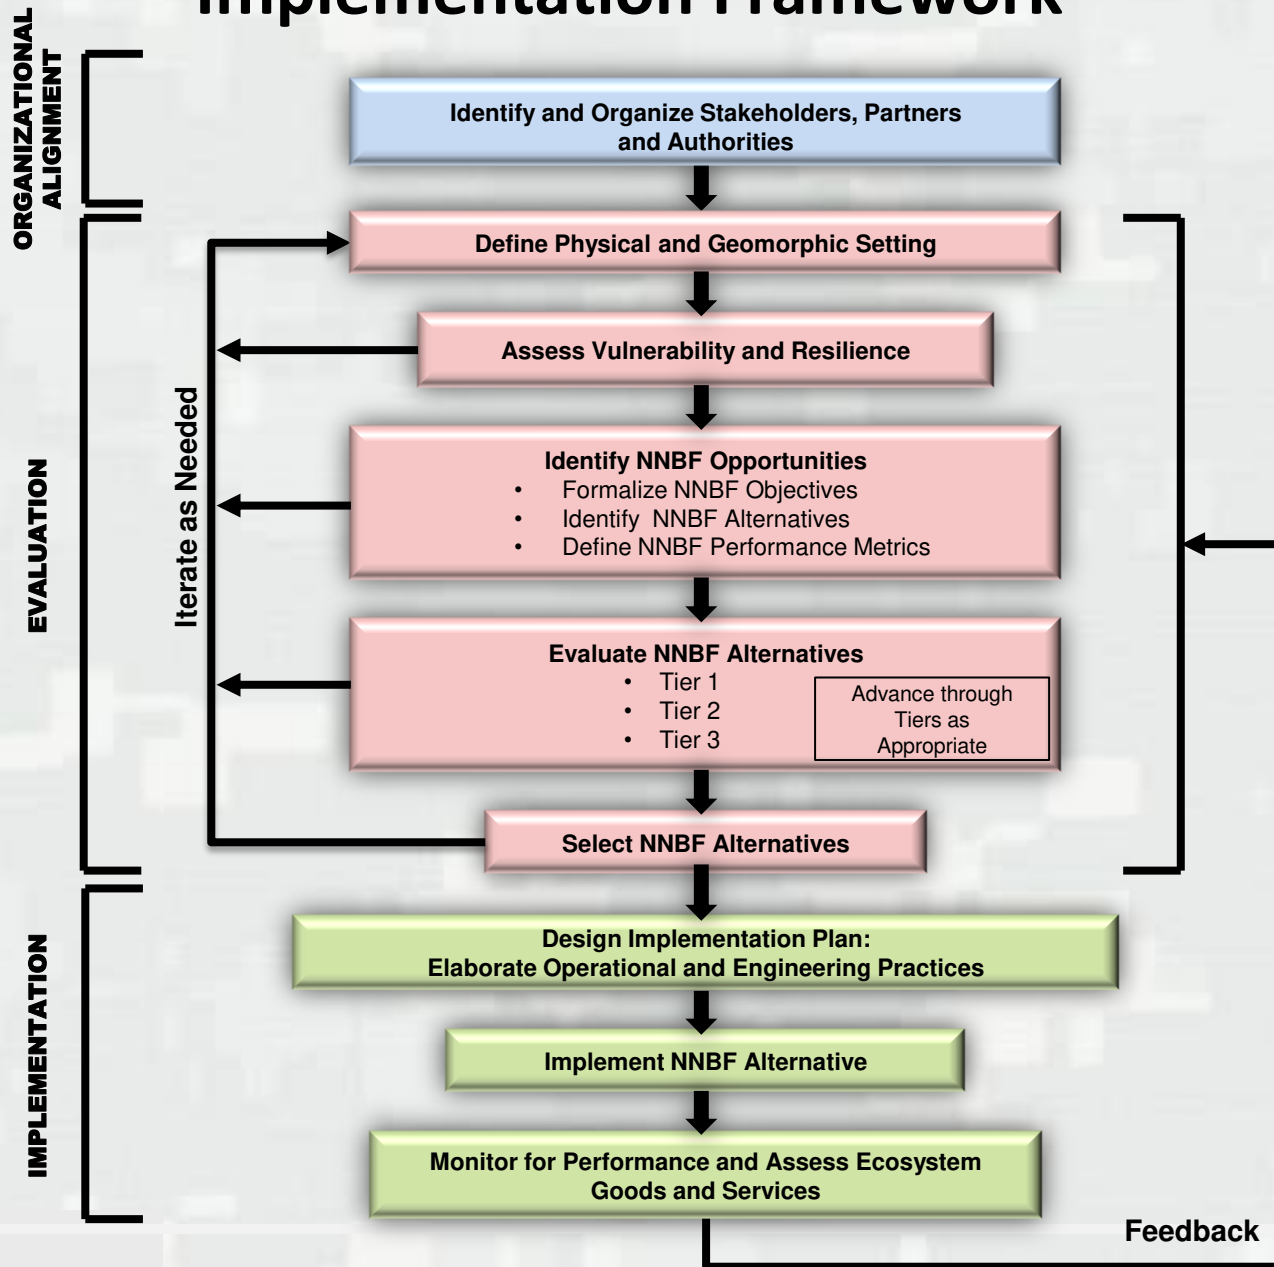 Implementation Framework
ORGANIZATIONAL
ALIGNMENT
Identify and Organize Stakeholders, Partners
and Authorities
EVALUATION
Iterate as Needed
Define Physical and Geomorphic Setting
Assess Vulnerability and Resilience
Identify NNBF Opportunities
• Formalize NNBF Objectives
• Identify NNBF Alternatives
• Define NNBF Performance Metrics
Evaluate NNBF Alternatives
• Tier 1
• Tier 2
• Tier 3
Advance through
Tiers as
Appropriate
Select NNBF Alternatives
IMPLEMENTATION
Design Implementation Plan:
Elaborate Operational and Engineering Practices
Implement NNBF Alternative
Monitor for Performance and Assess Ecosystem
Goods and Services
Feedback